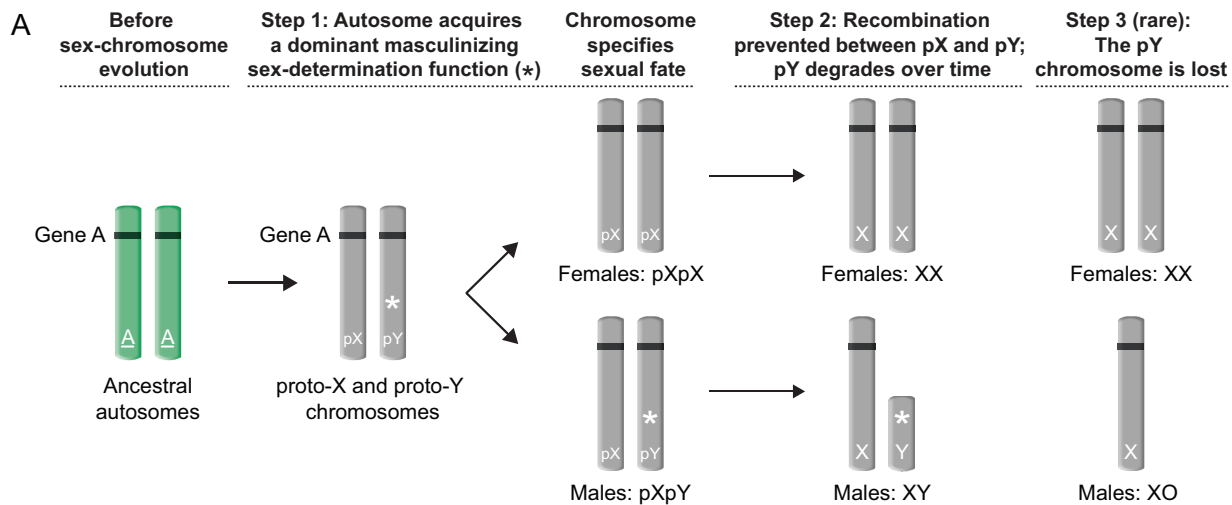 A
Before
sex-chromosome
evolution
Step 1: Autosome acquires
a dominant masculinizing
sex-determination function (*)
Chromosome
specifies
sexual fate
Step 2: Recombination
prevented between pX and pY;
pY degrades over time
Step 3 (rare):
The pY
chromosome is lost
pX pX
X X
X X
Females: pXpX
Females: XX
Females: XX
Gene A
A A
Ancestral
autosomes
Gene A
*
pX pY
proto-X and proto-Y
chromosomes
*
pX pY
Males: pXpY
*
X Y
Males: XY
X
Males: XO